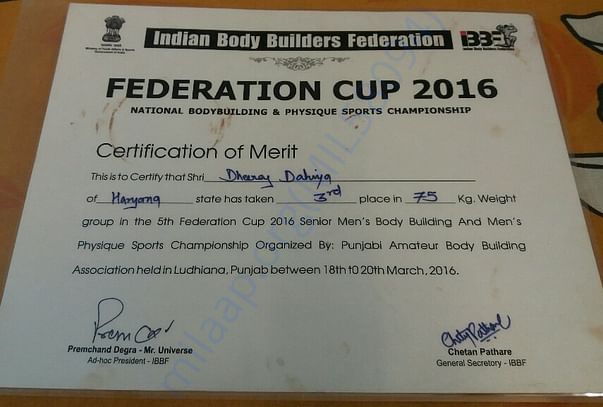 Indian Body Builders Federation
IBBF
FEDERATION CUP 2016
NATIONAL BODYBUILDING & PHYSIQUE SPORTS CHAMPIONSHIP
Certification of Merit
This is to Certify that Shri Dheeraj Dahiya
of Haryana state has taken 3rd place in 75 Kg. Weight
group in the 5th Federation Cup 2016 Senior Men's Body Building And Men's
Physique Sports Championship Organized By: Punjabi Amateur Body Building
Association held in Ludhiana, Punjab between 18th to 20th March, 2016.
Premchand Degra - Mr. Universe
Ad-hoc President - IBBF
Chetan Pathare
General Secretary - IBBF